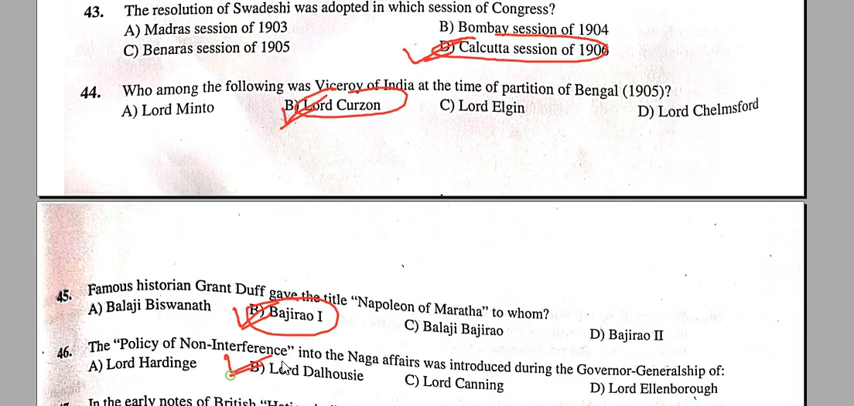 43. The resolution of Swadeshi was adopted in which session of Congress?
A) Madras session of 1903 B) Bombay session of 1904
C) Benaras session of 1905 D) Calcutta session of 1906
44. Who among the following was Viceroy of India at the time of partition of Bengal (1905)?
A) Lord Minto B) Lord Curzon C) Lord Elgin D) Lord Chelmsford
45. Famous historian Grant Duff gave the title “Napoleon of Maratha” to whom?
A) Balaji Biswanath B) Bajirao I C) Balaji Bajirao D) Bajirao II
46. The “Policy of Non-Interference” into the Naga affairs was introduced during the Governor-Generalship of:
A) Lord Hardinge B) Lord Dalhousie C) Lord Canning D) Lord Ellenborough
In the early notes of British